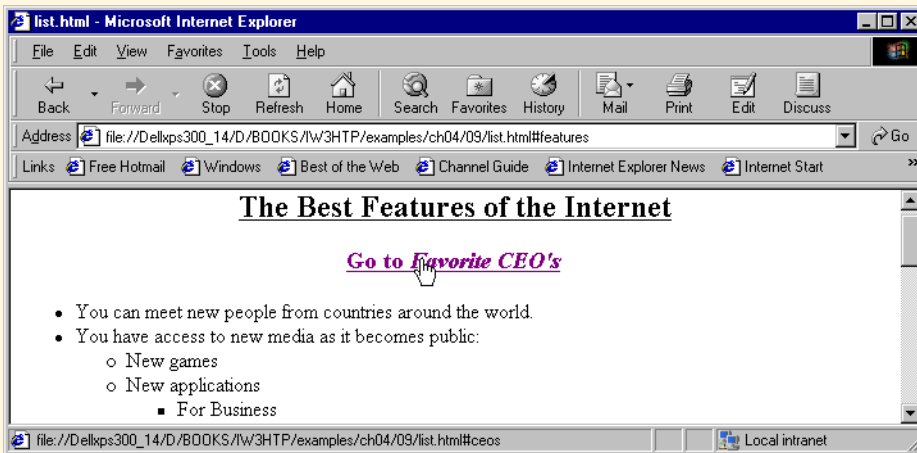 list.html - Microsoft Internet Explorer
File Edit View Favorites Tools Help
Back Forward Stop Refresh Home Search Favorites History Mail Print Edit Discuss
Address file://Dellxps300_14/D/BOOKS/IW3HTP/examples/ch04/09/list.html#features Go
Links Free Hotmail Windows Best of the Web Channel Guide Internet Explorer News Internet Start »
The Best Features of the Internet
Go to Favorite CEO's
• You can meet new people from countries around the world.
• You have access to new media as it becomes public:
o New games
o New applications
▪ For Business
file://Dellxps300_14/D/BOOKS/IW3HTP/examples/ch04/09/list.html#ceos Local intranet